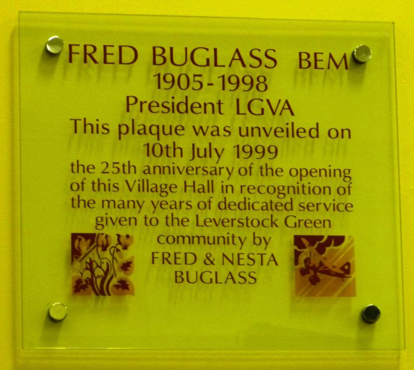 FRED BUGLASS BEM
1905-1998
President LGVA
This plaque was unveiled on
10th July 1999
the 25th anniversary of the opening
of this Village Hall in recognition of
the many years of dedicated service
given to the Leverstock Green
community by
FRED & NESTA
BUGLASS